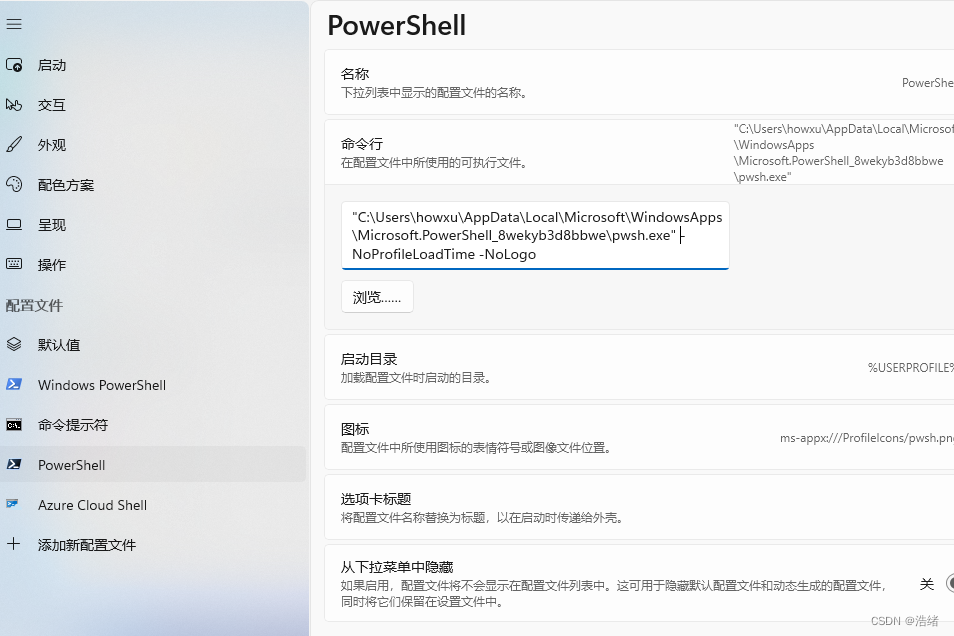 PowerShell
启动
交互
外观
配色方案
呈现
操作
配置文件
默认值
Windows PowerShell
命令提示符
PowerShell
Azure Cloud Shell
添加新配置文件
名称
下拉列表中显示的配置文件的名称。
PowerShe
命令行
在配置文件中所使用的可执行文件。
"C:\Users\howxu\AppData\Local\Microsof
\WindowsApps
\Microsoft.PowerShell_8wekyb3d8bbwe
\pwsh.exe"
"C:\Users\howxu\AppData\Local\Microsoft\WindowsApps
\Microsoft.PowerShell_8wekyb3d8bbwe\pwsh.exe" -
NoProfileLoadTime -NoLogo
浏览......
启动目录
加载配置文件时启动的目录。
%USERPROFILE%
图标
配置文件中所使用图标的表情符号或图像文件位置。
ms-appx:///ProfileIcons/pwsh.pn
选项卡标题
将配置文件名称替换为标题，以在启动时传递给外壳。
从下拉菜单中隐藏
如果启用，配置文件将不会显示在配置文件列表中。这可用于隐藏默认配置文件和动态生成的配置文件，
同时将它们保留在设置文件中。
关
CSDN @浩绪